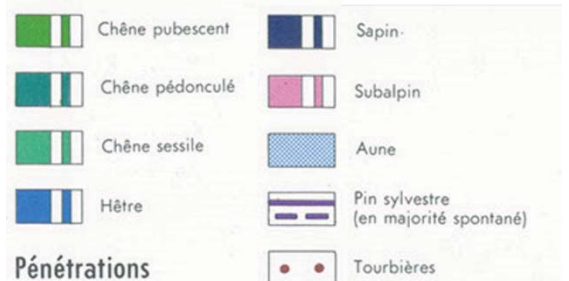 Chêne pubescent
Chêne pédonculé
Chêne sessile
Hêtre
Pénétrations
Sapin
Subalpin
Aune
Pin sylvestre
(en majorité spontané)
Tourbières